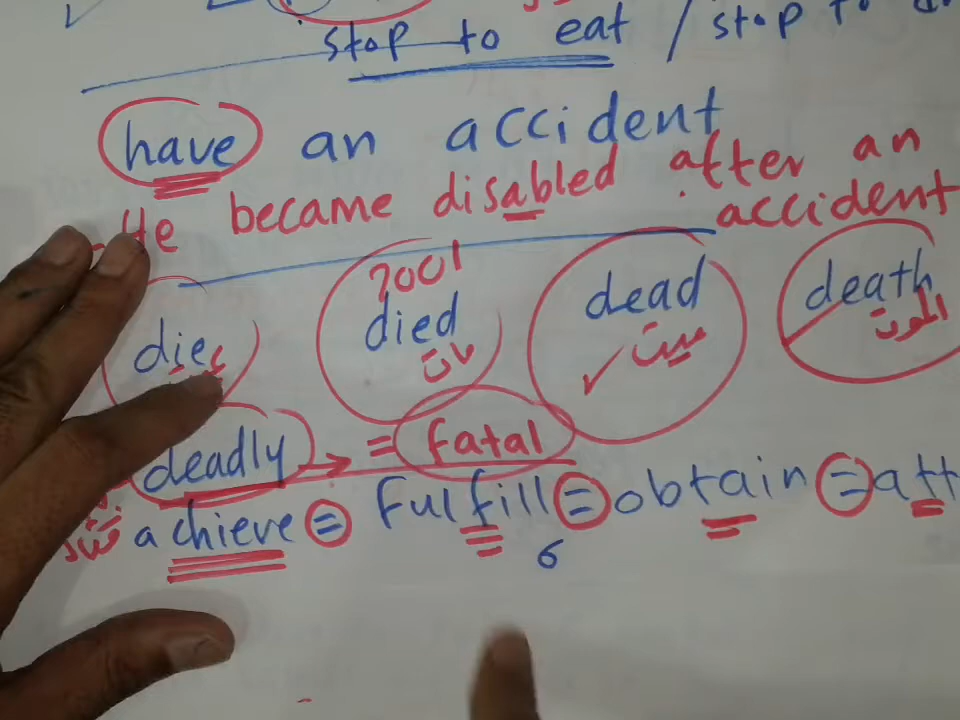 stop to eat / stop to
have an accident
He became disabled after an
accident
die died dead death
مات ميت الموت
deadly → = fatal
achieve = fulfill = obtain = att
6